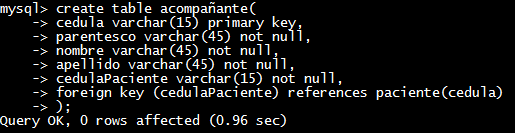 mysql> create table acompañante(
-> cedula varchar(15) primary key,
-> parentesco varchar(45) not null,
-> nombre varchar(45) not null,
-> apellido varchar(45) not null,
-> cedulaPaciente varchar(15) not null,
-> foreign key (cedulaPaciente) references paciente(cedula)
-> );
Query OK, 0 rows affected (0.96 sec)